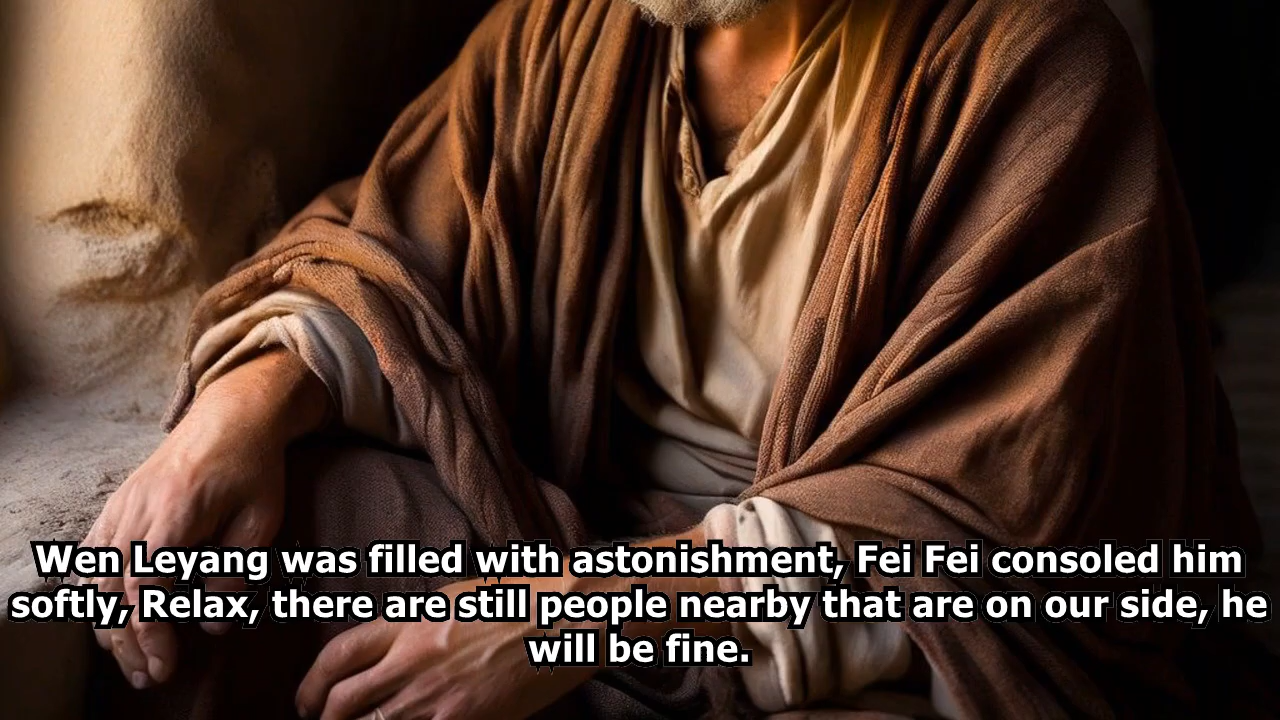 Wen Leyang was filled with astonishment, Fei Fei consoled him
softly, Relax, there are still people nearby that are on our side, he
will be fine.